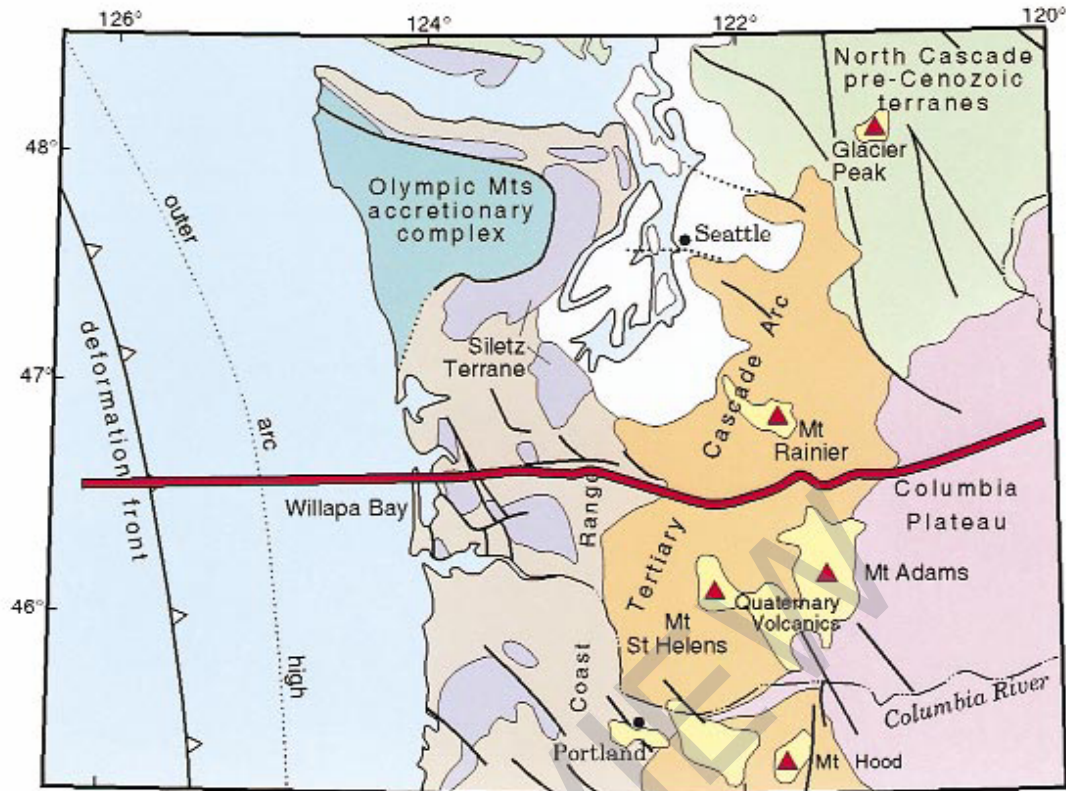 126°
124°
122°
120°
North Cascade
pre-Cenozoic
terranes
48°
Glacier
Peak
Olympic Mts
accretionary
complex
outer
Seattle
deformation
front
Siletz
Terrane
47°
arc
Cascade Arc
Mt
Rainier
Willapa Bay
Range
Columbia
Plateau
Tertiary
Mt Adams
46°
Quaternary
Volcanics
Mt
St Helens
high
Coast
Columbia River
Portland
Mt Hood